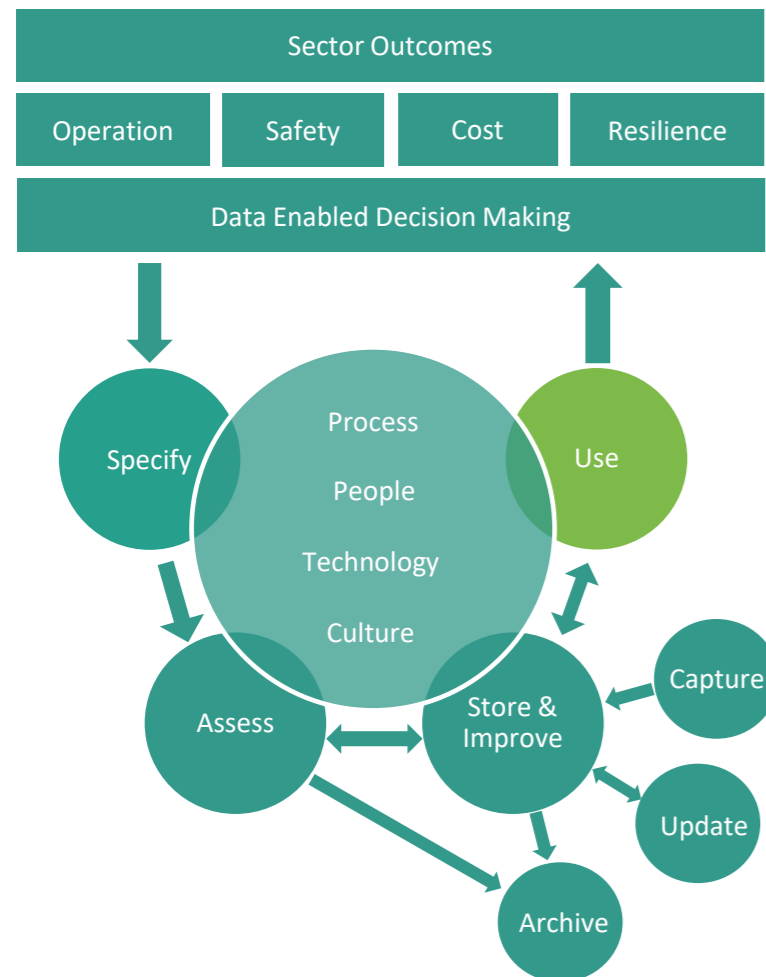 Sector Outcomes
Operation
Safety
Cost
Resilience
Data Enabled Decision Making
Specify
Process
People
Technology
Culture
Use
Assess
Store &
Improve
Capture
Update
Archive